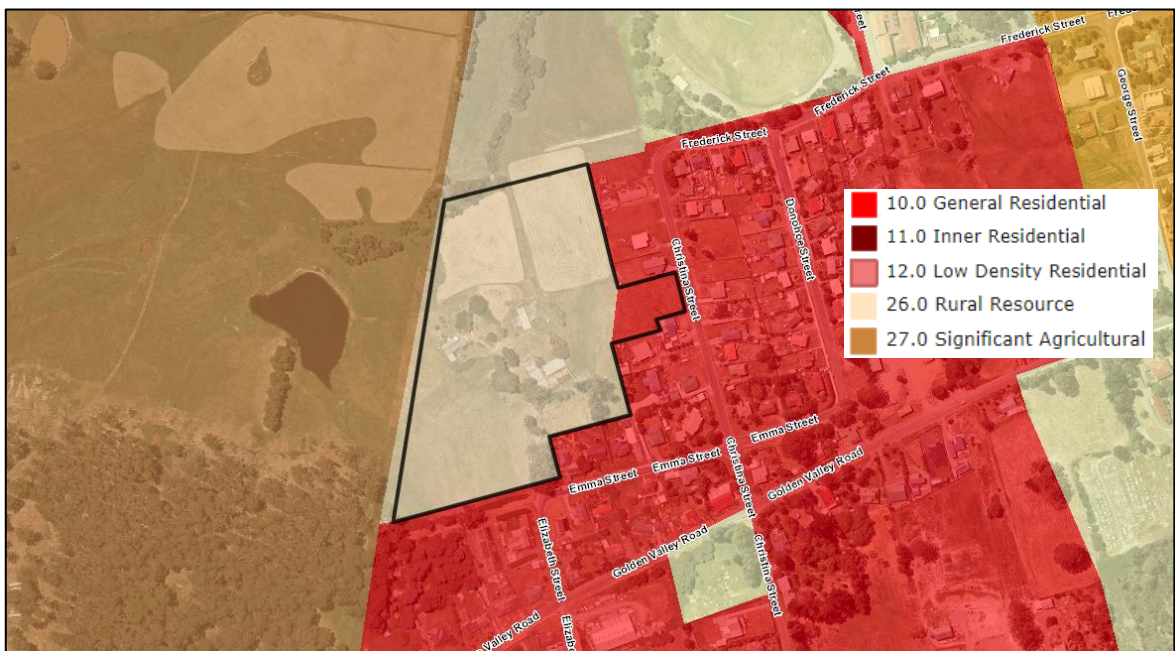 Street
Frederick Street
Frederick Street
Frederick Street
George Street
Donohoe Street
Christina Street
10.0 General Residential
11.0 Inner Residential
12.0 Low Density Residential
26.0 Rural Resource
27.0 Significant Agricultural
Emma Street
Emma Street
Emma Street
Christina Street
Golden Valley Road
Golden Valley Road
Christina Street
Elizabeth Street
Valley Road